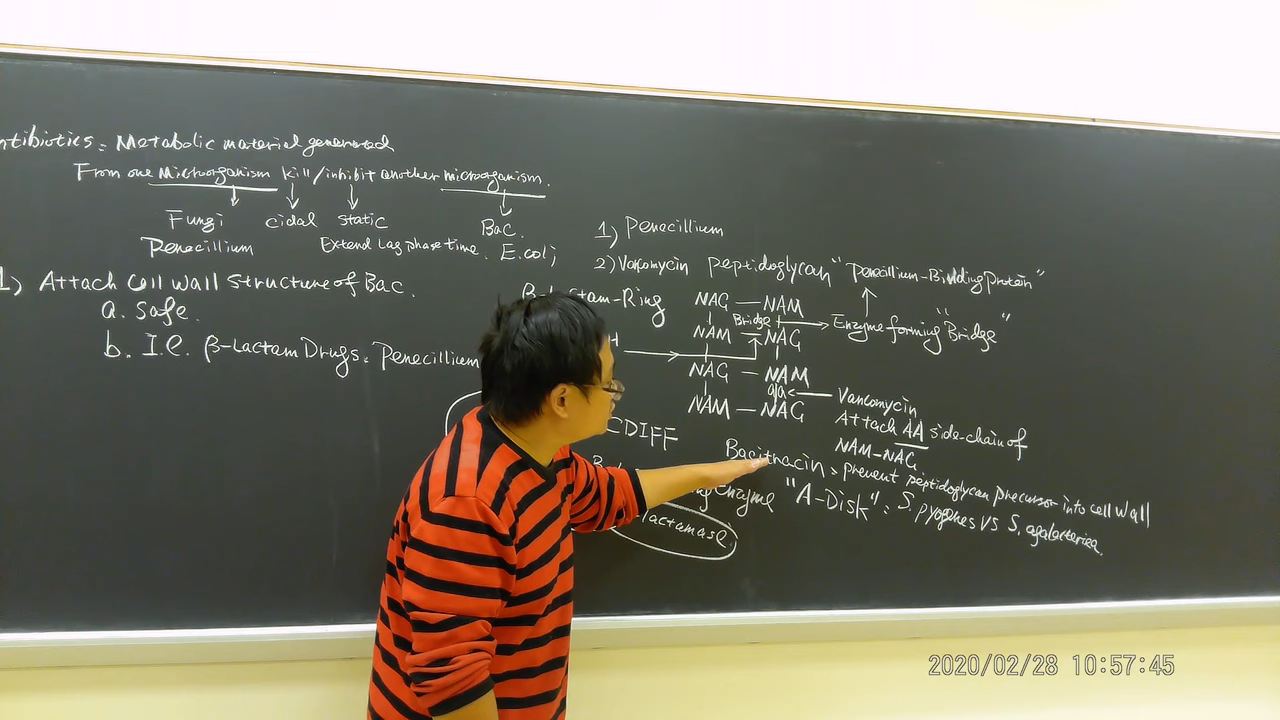 ntibiotics = Metabolic material generated
From one Microorganism kill/inhibit another microorganism.
Fungi cidal static Bac.
Penecillium Extend Lag phase time. E.coli
1) Attach Cell Wall Structure of Bac.
a. Safe.
b. I.e. β-Lactam Drugs = Penecillium
1) Penecillium
2) Vancomycin peptidoglycan "Penecillium-Binding protein"
Ring
NAG — NAM
Bridge
NAM — NAG
Enzyme forming "Bridge"
NAG — NAM
aa
NAM — NAG
Vancomycin
Attach AA side-chain of
NAM-NAG
CDIFF
Bacitracin = prevent peptidoglycan precursor into cell wall
Enzyme
"A-Disk" : S. pyogenes VS S. agalacteriea.
lactamase
2020/02/28 10:57:45